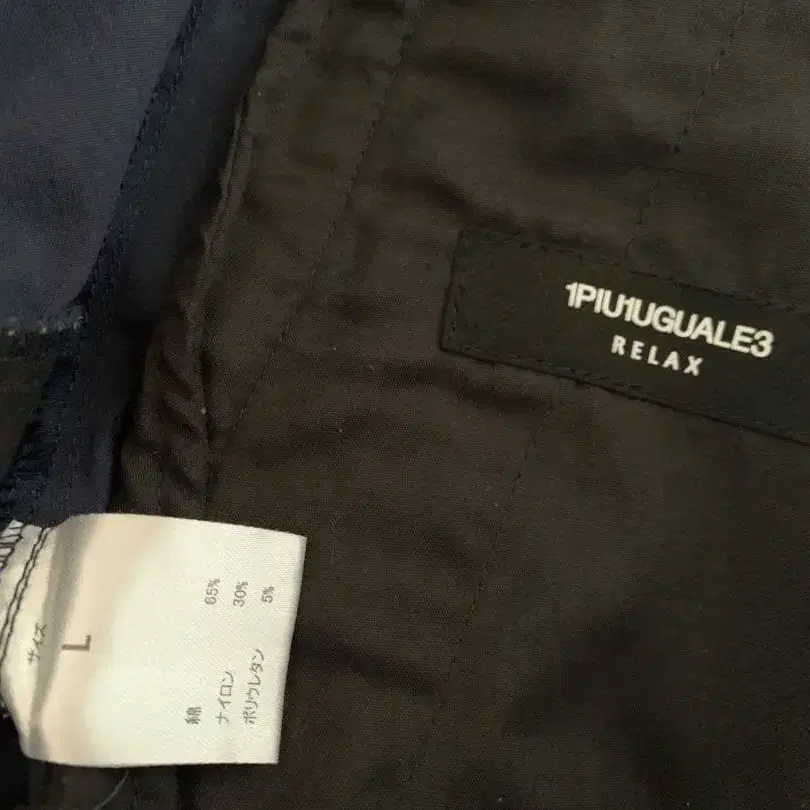 1PIU1UGUALE3
RELAX
サイズ
L
綿 65%
ナイロン 30%
ポリウレタン 5%